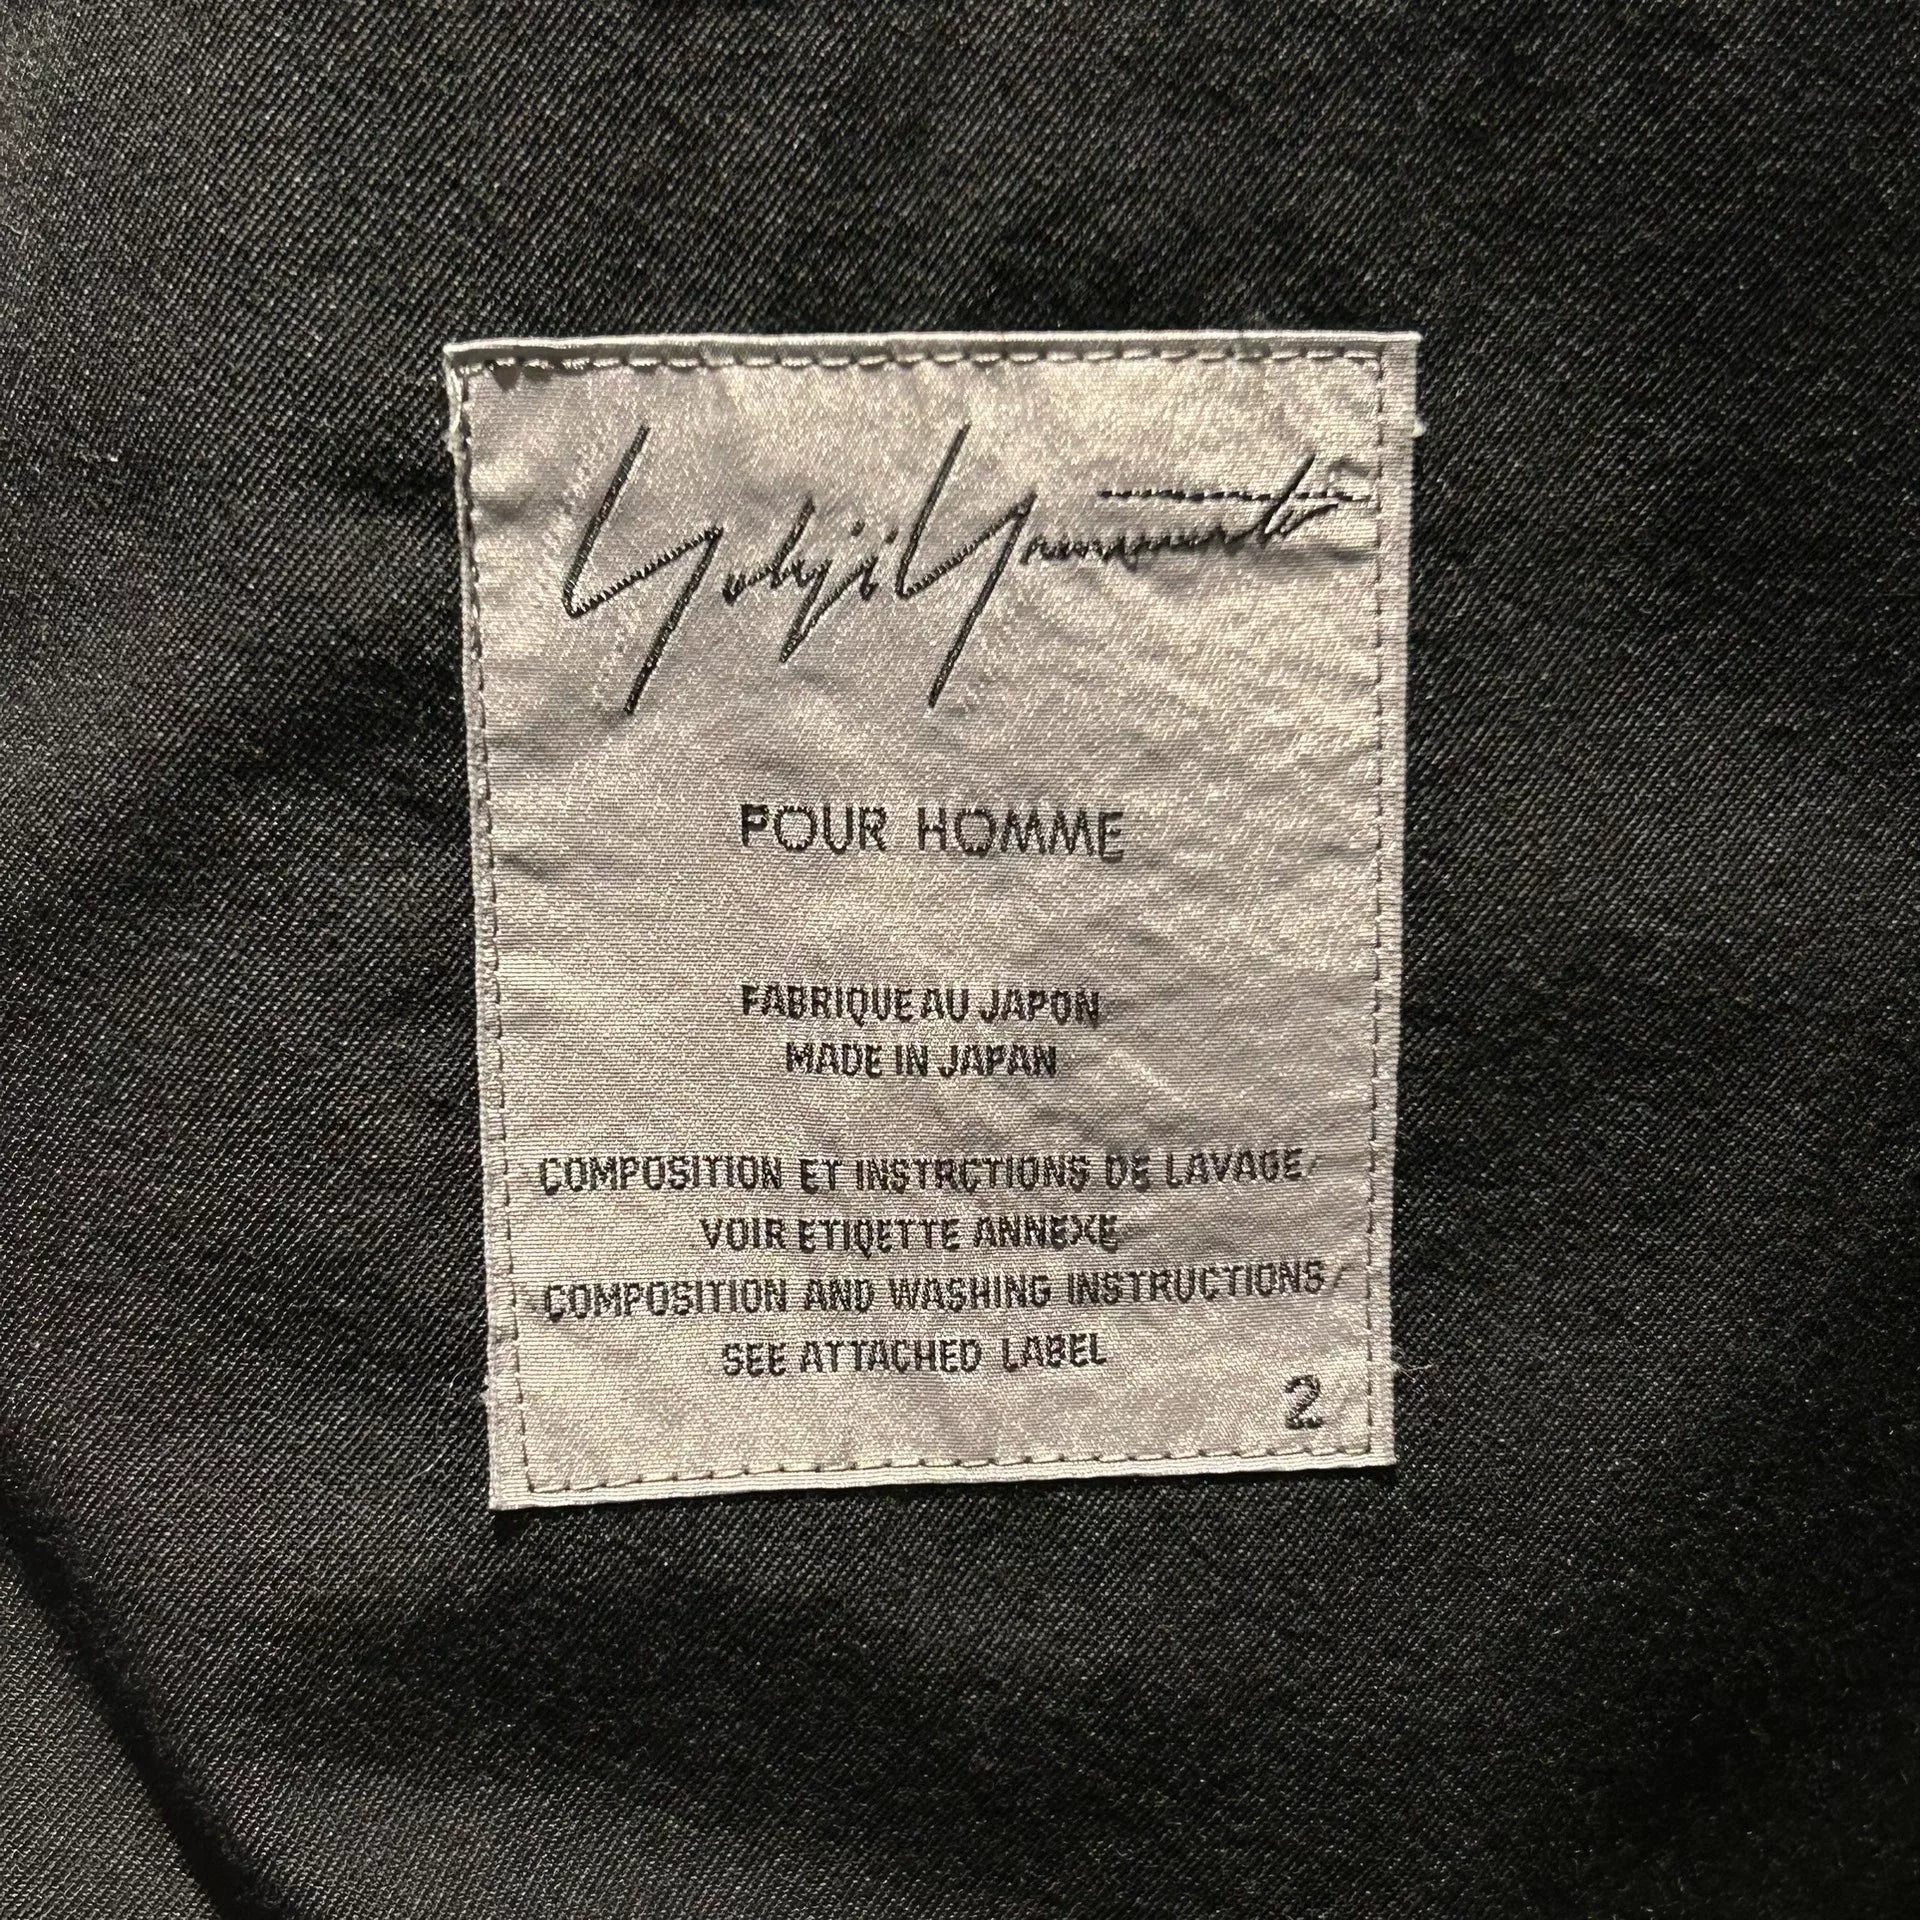 Yohji Yamamoto
POUR HOMME
FABRIQUE AU JAPON
MADE IN JAPAN
COMPOSITION ET INSTRCTIONS DE LAVAGE/
VOIR ETIQETTE ANNEXE
COMPOSITION AND WASHING INSTRUCTIONS/
SEE ATTACHED LABEL
2